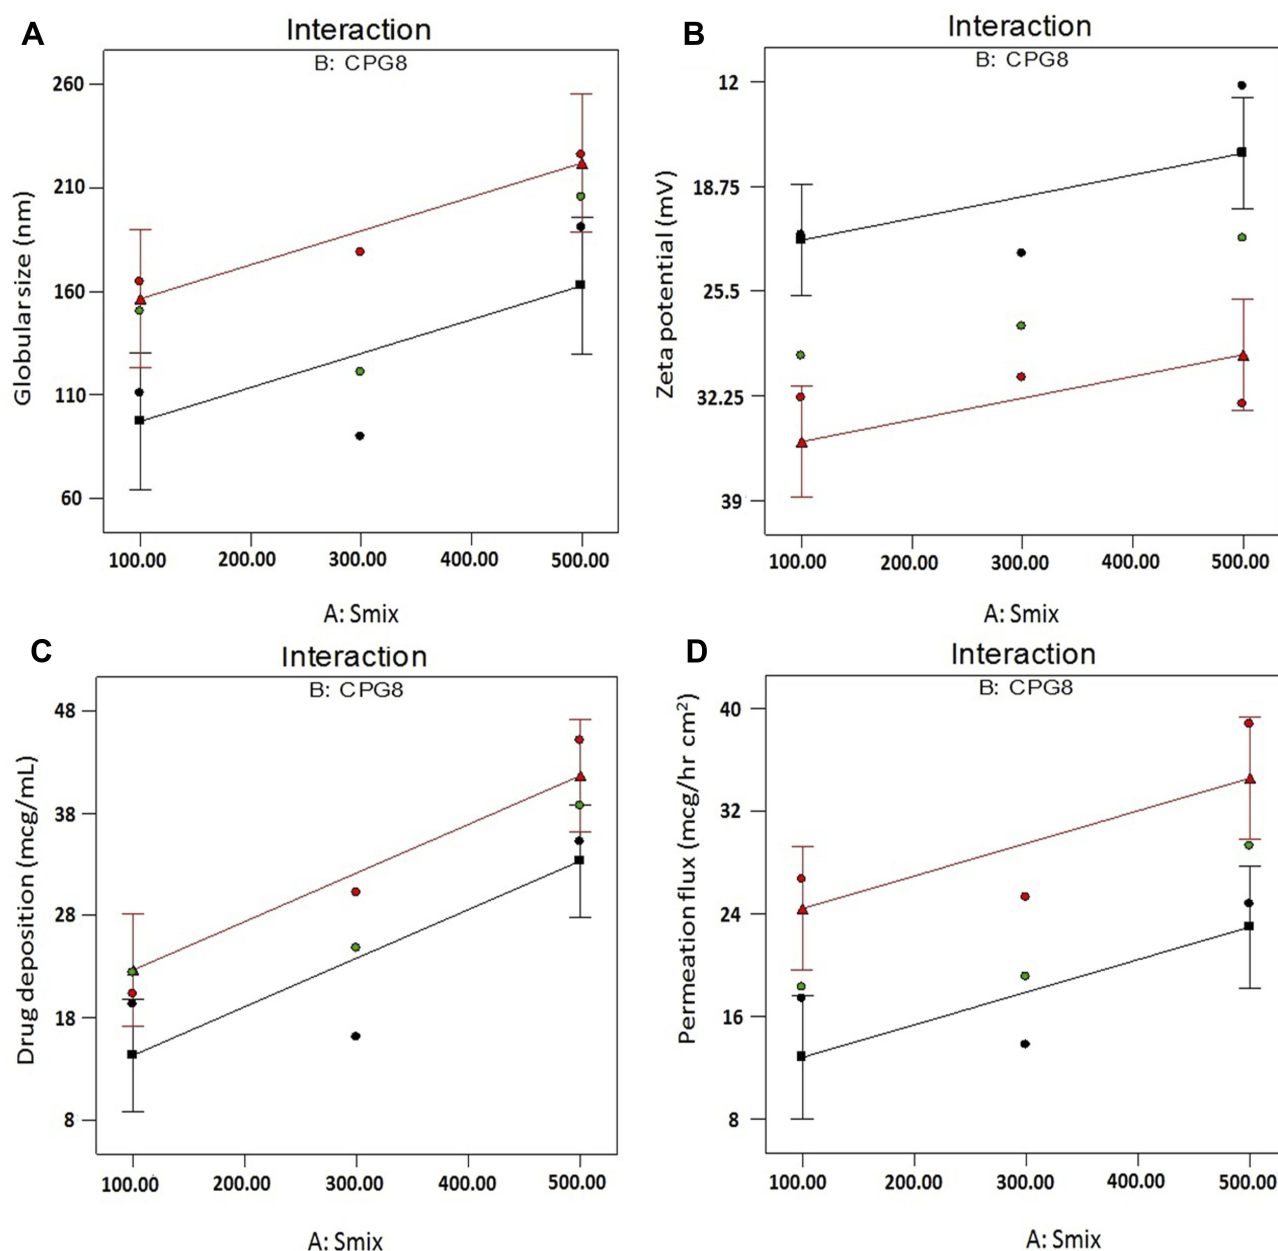 A
Interaction
B: CPG8
Globular size (nm)
260
210
160
110
60
100.00 200.00 300.00 400.00 500.00
A: Smix
B
Interaction
B: CPG8
Zeta potential (mV)
12
18.75
25.5
32.25
39
100.00 200.00 300.00 400.00 500.00
A: Smix
C
Interaction
B: CPG8
Drug deposition (mcg/mL)
48
38
28
18
8
100.00 200.00 300.00 400.00 500.00
A: Smix
D
Interaction
B: CPG8
Permeation flux (mcg/hr cm²)
40
32
24
16
8
100.00 200.00 300.00 400.00 500.00
A: Smix